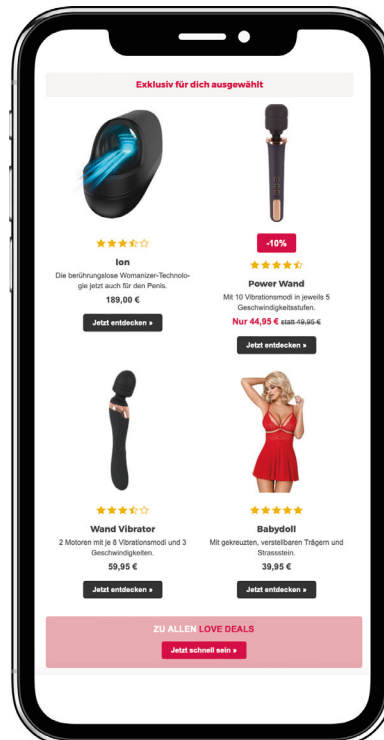 Exklusiv für dich ausgewählt
Ion
Die berührungslose Womanizer-Technolo-
gie jetzt auch für den Penis.
189,00 €
Jetzt entdecken »
-10%
Power Wand
Mit 10 Vibrationsmodi in jeweils 5
Geschwindigkeitsstufen.
Nur 44,95 € statt 49,95 €
Jetzt entdecken »
Wand Vibrator
2 Motoren mit je 8 Vibrationsmodi und 3
Geschwindigkeiten.
59,95 €
Jetzt entdecken »
Babydoll
Mit gekreuzten, verstellbaren Trägern und
Strassstein.
39,95 €
Jetzt entdecken »
ZU ALLEN LOVE DEALS
Jetzt schnell sein »